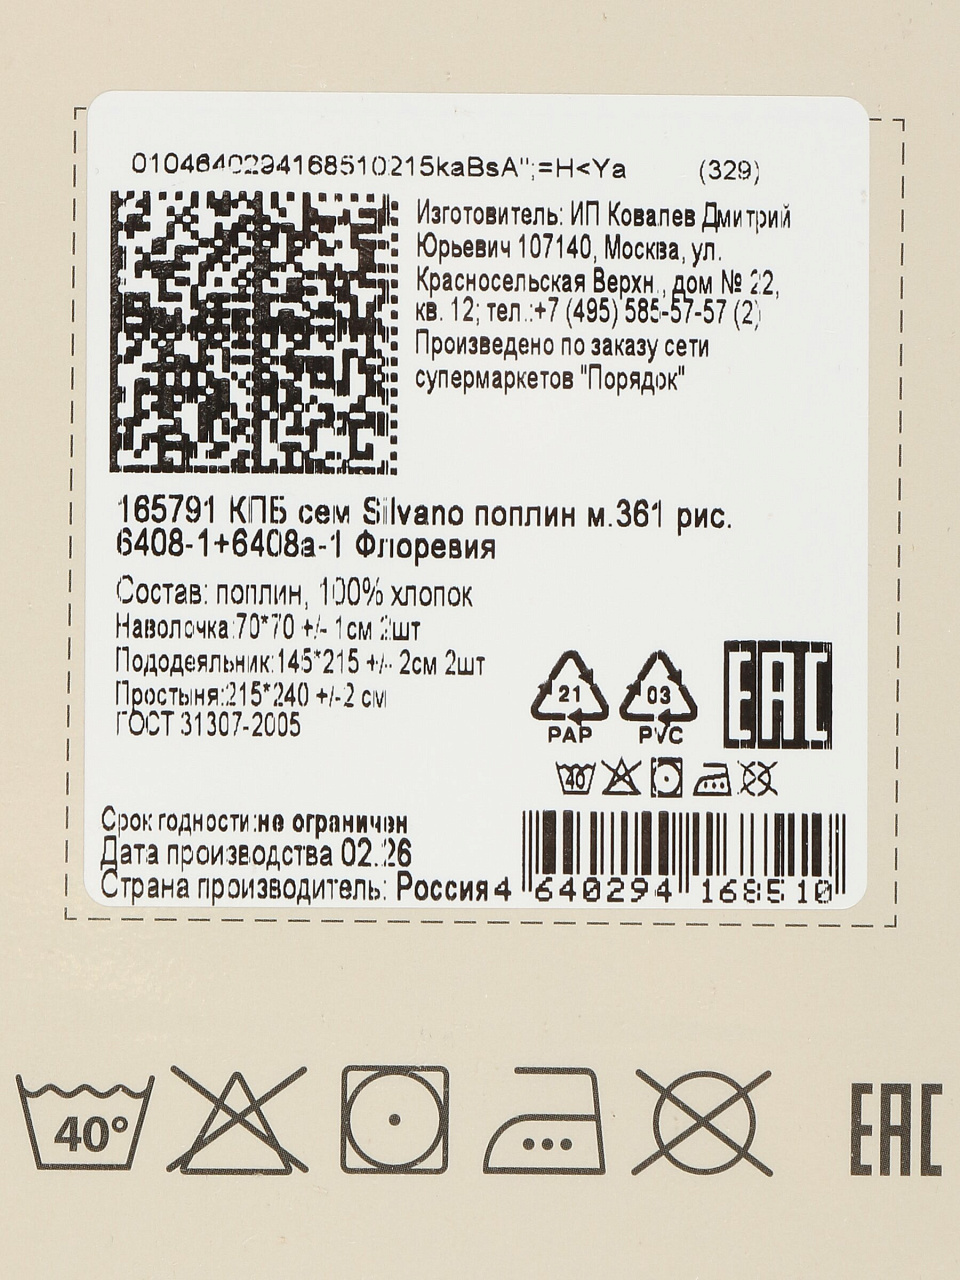 0104640294168510215kaBsA";=H<Ya (329)
Изготовитель: ИП Ковалев Дмитрий
Юрьевич 107140, Москва, ул.
Красносельская Верхн., дом № 22,
кв. 12; тел.:+7 (495) 585-57-57 (2)
Произведено по заказу сети
супермаркетов "Порядок"
165791 КПБ сем Silvano поплин м.361 рис.
6408-1+6408а-1 Флоревия
Состав: поплин, 100% хлопок
Наволочка:70*70 +/- 1см 2шт
Пододеяльник:145*215 +/- 2см 2шт
Простыня:215*240 +/-2 см
ГОСТ 31307-2005
21
PAP
03
PVC
EAC
40
Срок годности:не ограничен
Дата производства 02.26
Страна производитель: Россия
4 640294 168510
40°
EAC